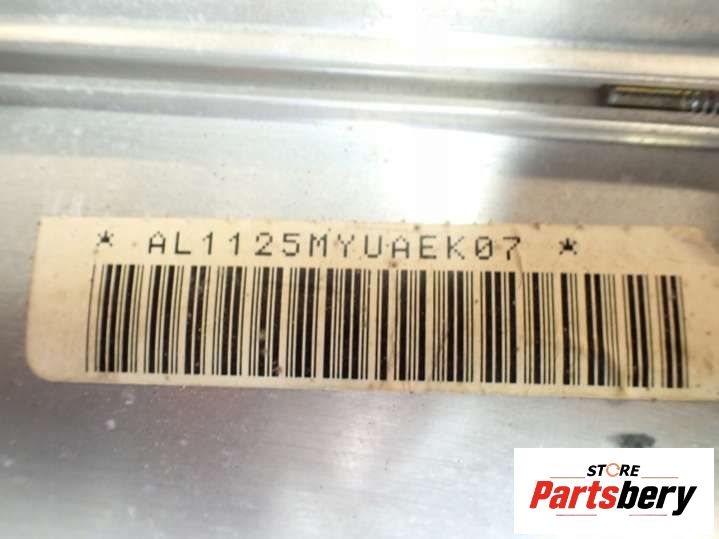 * AL1125MYUAEK07 *
STORE
Partsbery